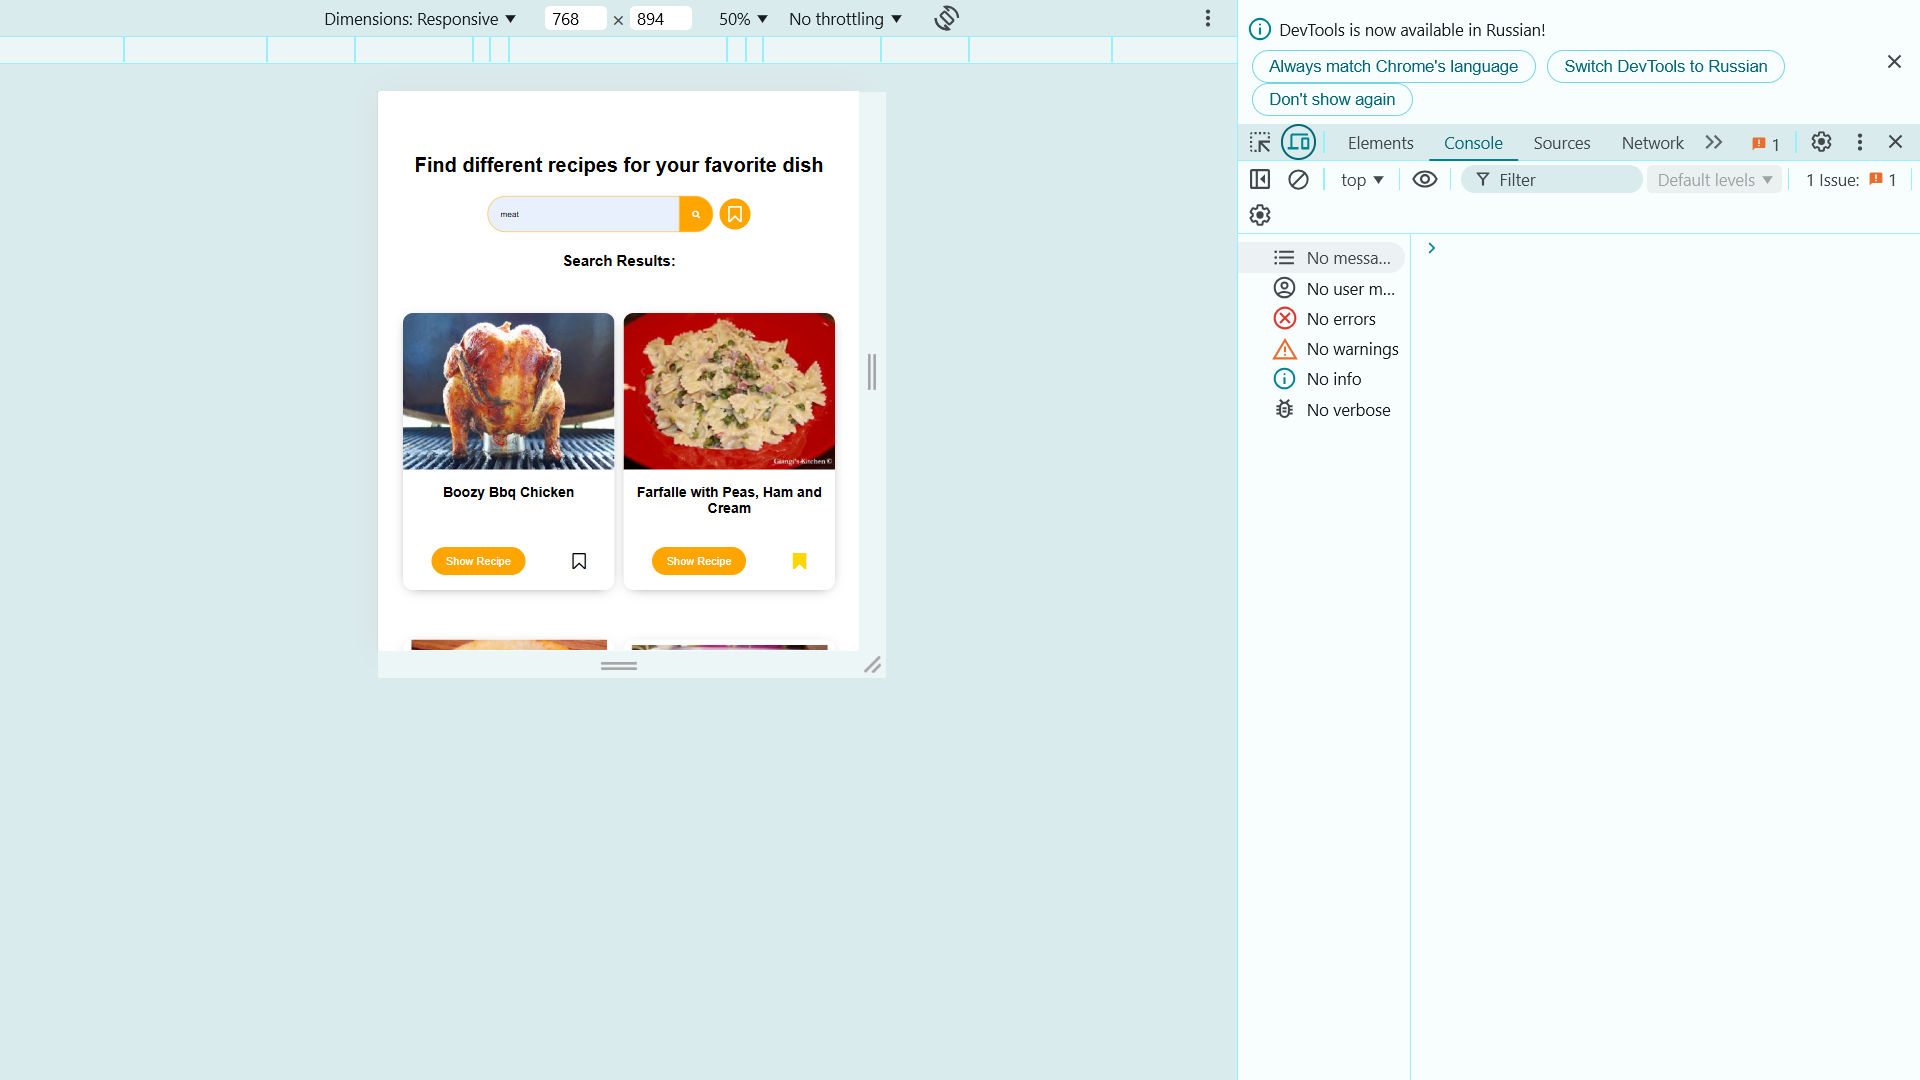 Dimensions: Responsive ▼ 768 × 894 50% ▼ No throttling ▼
Find different recipes for your favorite dish
meat
Search Results:
Giangi's Kitchen ©
Boozy Bbq Chicken
Farfalle with Peas, Ham and
Cream
Show Recipe
Show Recipe
DevTools is now available in Russian!
Always match Chrome's language
Switch DevTools to Russian
Don't show again
Elements Console Sources Network 1
top ▼ Filter Default levels ▼ 1 Issue: 1
No messa...
No user m...
No errors
No warnings
No info
No verbose